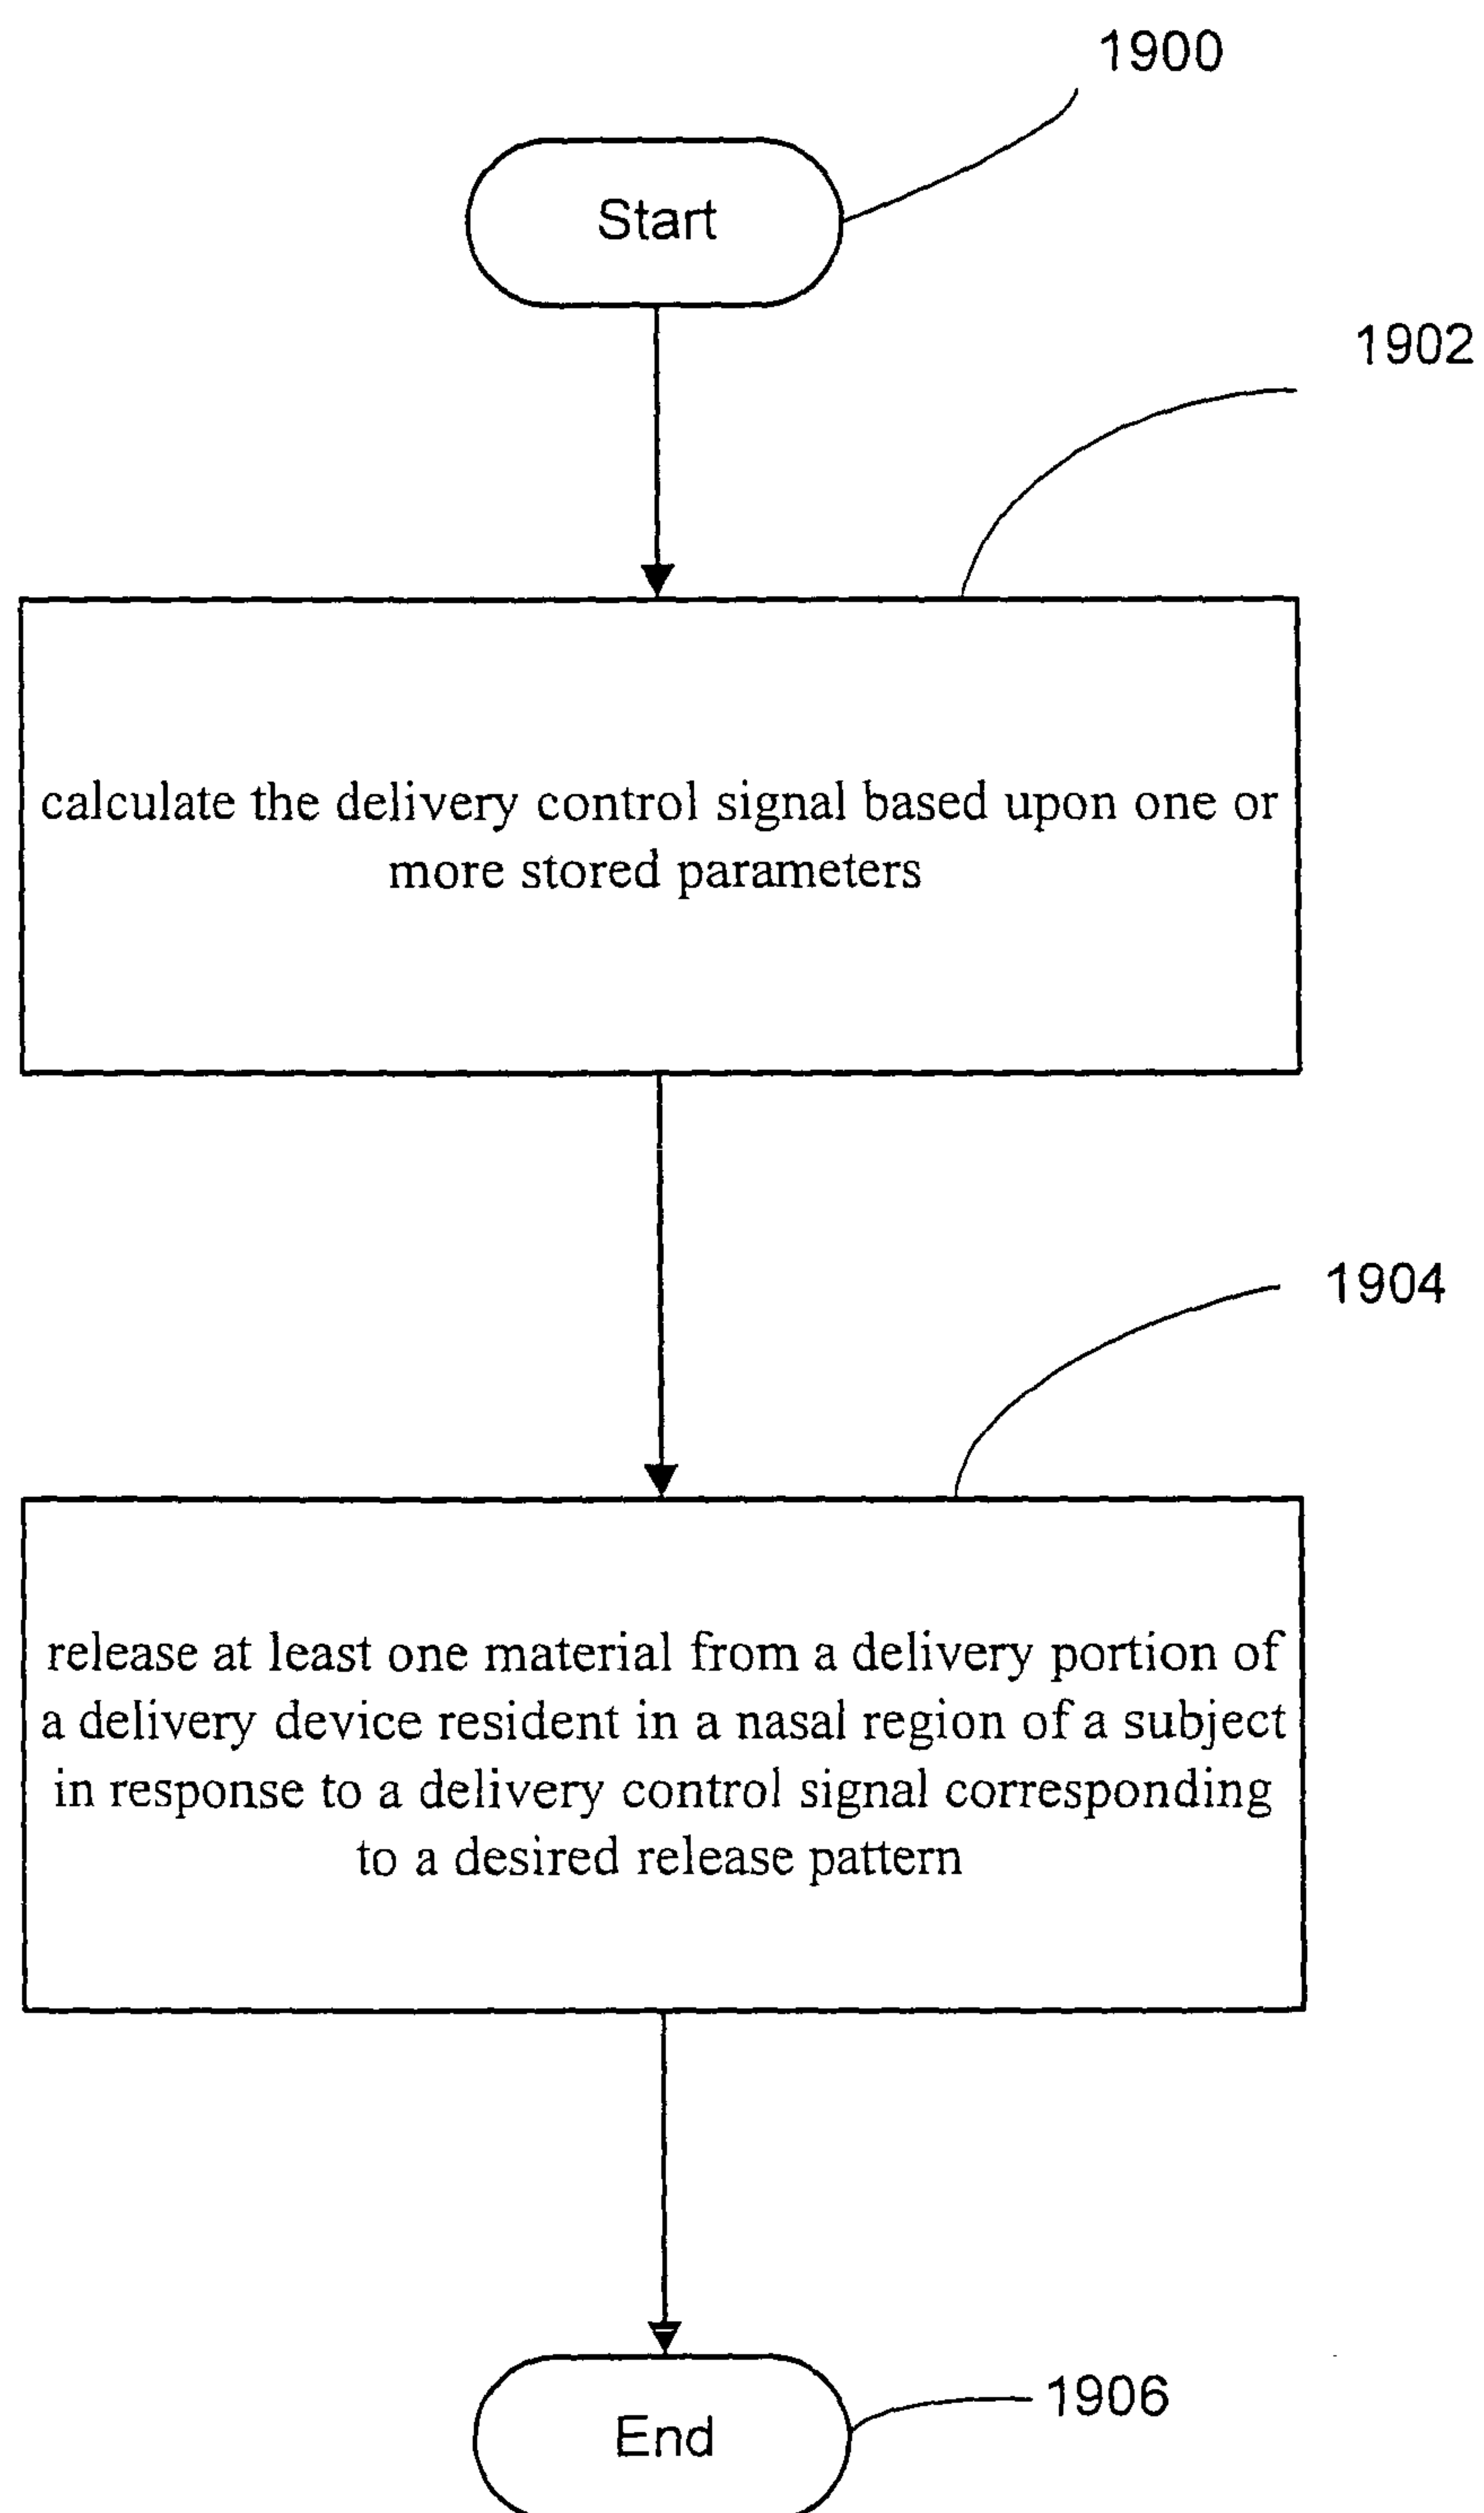 1900
Start
1902
calculate the delivery control signal based upon one or
more stored parameters
1904
release at least one material from a delivery portion of
a delivery device resident in a nasal region of a subject
in response to a delivery control signal corresponding
to a desired release pattern
1906
End